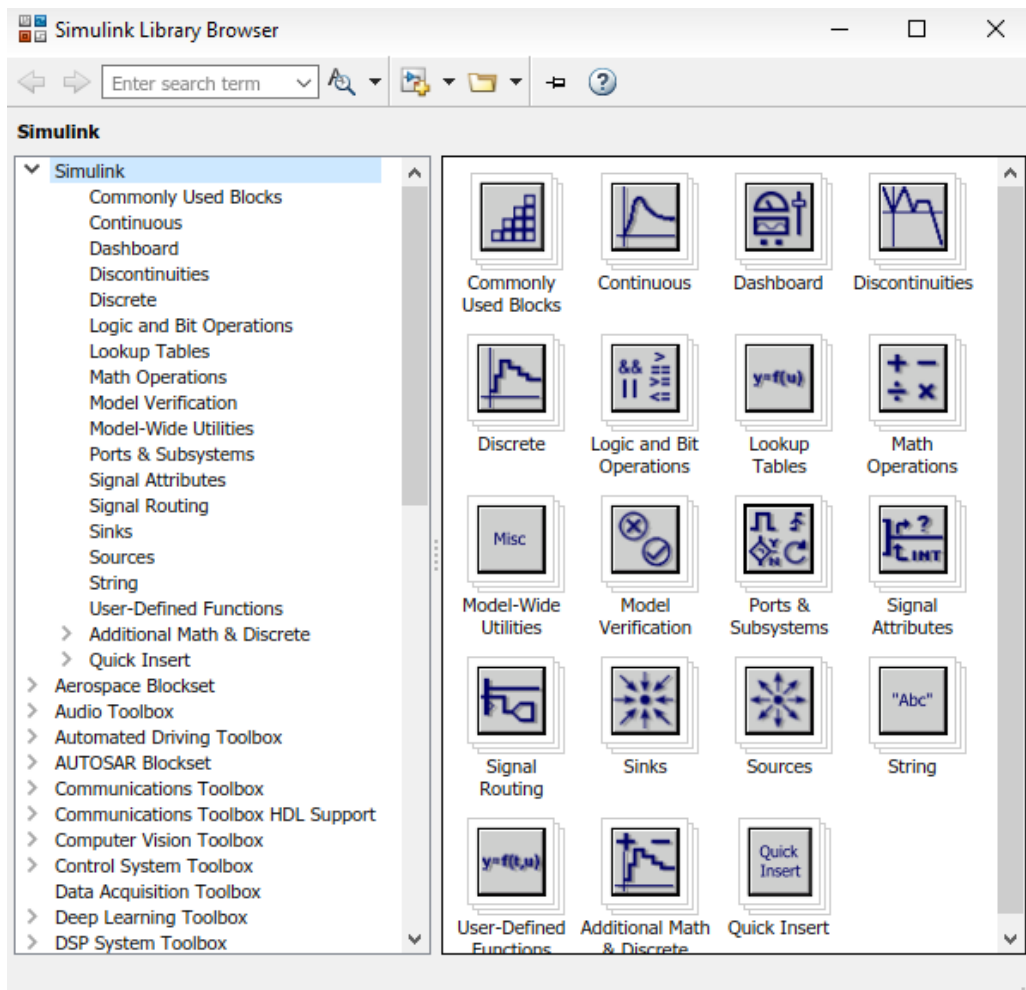 Simulink Library Browser
Enter search term
Simulink
Simulink
Commonly Used Blocks
Continuous
Dashboard
Discontinuities
Discrete
Logic and Bit Operations
Lookup Tables
Math Operations
Model Verification
Model-Wide Utilities
Ports & Subsystems
Signal Attributes
Signal Routing
Sinks
Sources
String
User-Defined Functions
Additional Math & Discrete
Quick Insert
Aerospace Blockset
Audio Toolbox
Automated Driving Toolbox
AUTOSAR Blockset
Communications Toolbox
Communications Toolbox HDL Support
Computer Vision Toolbox
Control System Toolbox
Data Acquisition Toolbox
Deep Learning Toolbox
DSP System Toolbox
Commonly
Used Blocks
Continuous
Dashboard
Discontinuities
Discrete
&& > == || >= <=
Logic and Bit
Operations
y=f(u)
Lookup
Tables
+ − ÷ ×
Math
Operations
Misc
Model-Wide
Utilities
Model
Verification
Y N
Ports &
Subsystems
? INT
Signal
Attributes
Signal
Routing
Sinks
Sources
"Abc"
String
y=f(t,u)
User-Defined
Functions
+ −
Additional Math
& Discrete
Quick
Insert
Quick Insert